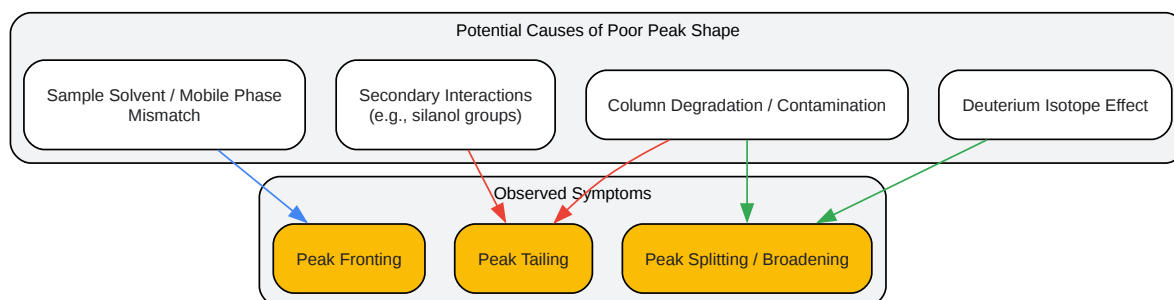 Potential Causes of Poor Peak Shape
Sample Solvent / Mobile Phase
Mismatch
Secondary Interactions
(e.g., silanol groups)
Column Degradation / Contamination
Deuterium Isotope Effect
Observed Symptoms
Peak Fronting
Peak Tailing
Peak Splitting / Broadening